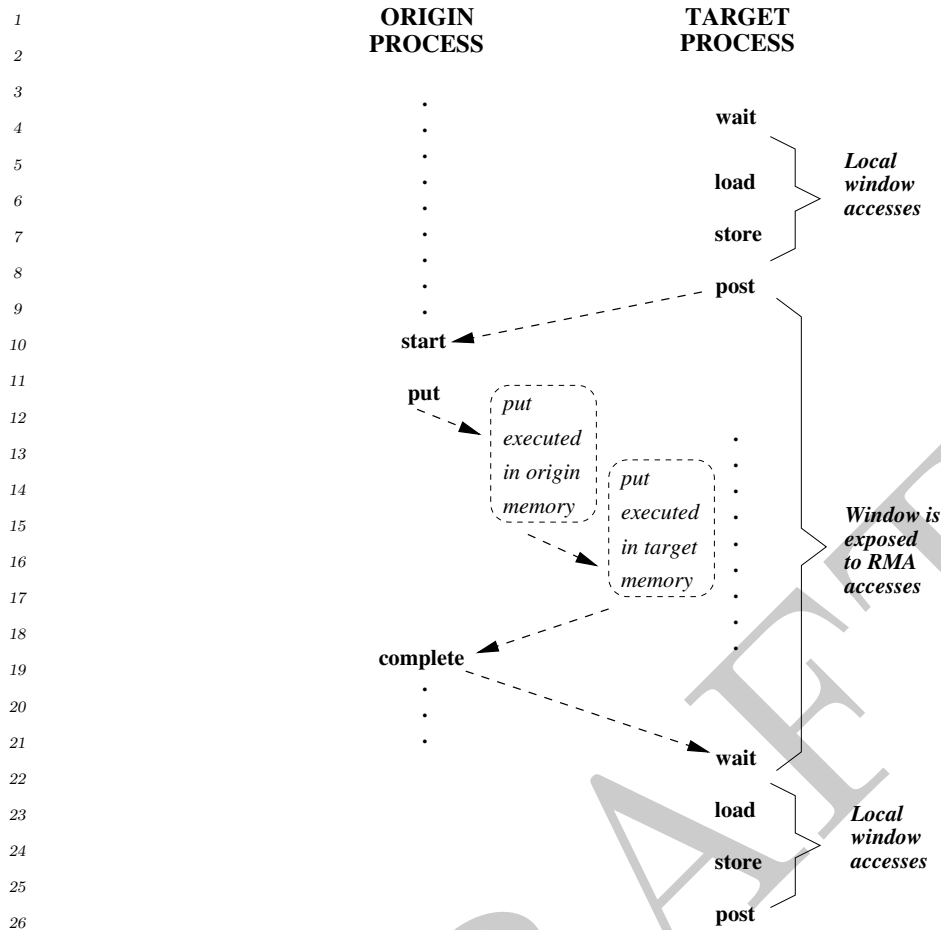 ORIGIN PROCESS
TARGET PROCESS
1
2
3
4
5
6
7
8
9
10
11
12
13
14
15
16
17
18
19
20
21
22
23
24
25
26
wait
load
store
post
Local
window
accesses
start
put
put
executed
in origin
memory
put
executed
in target
memory
Window is
exposed
to RMA
accesses
complete
wait
load
store
post
Local
window
accesses
DRAFT